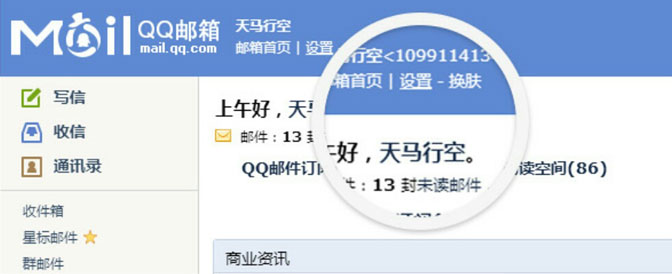 Mail QQ邮箱
mail.qq.com
天马行空
邮箱首页 | 设置
行空<109911413
箱首页 | 设置 - 换肤
写信
收信
通讯录
上午好，天
邮件：13 封
好，天马行空。
QQ邮件订阅
读空间(86)
：13 封未读邮件
收件箱
星标邮件
群邮件
商业资讯